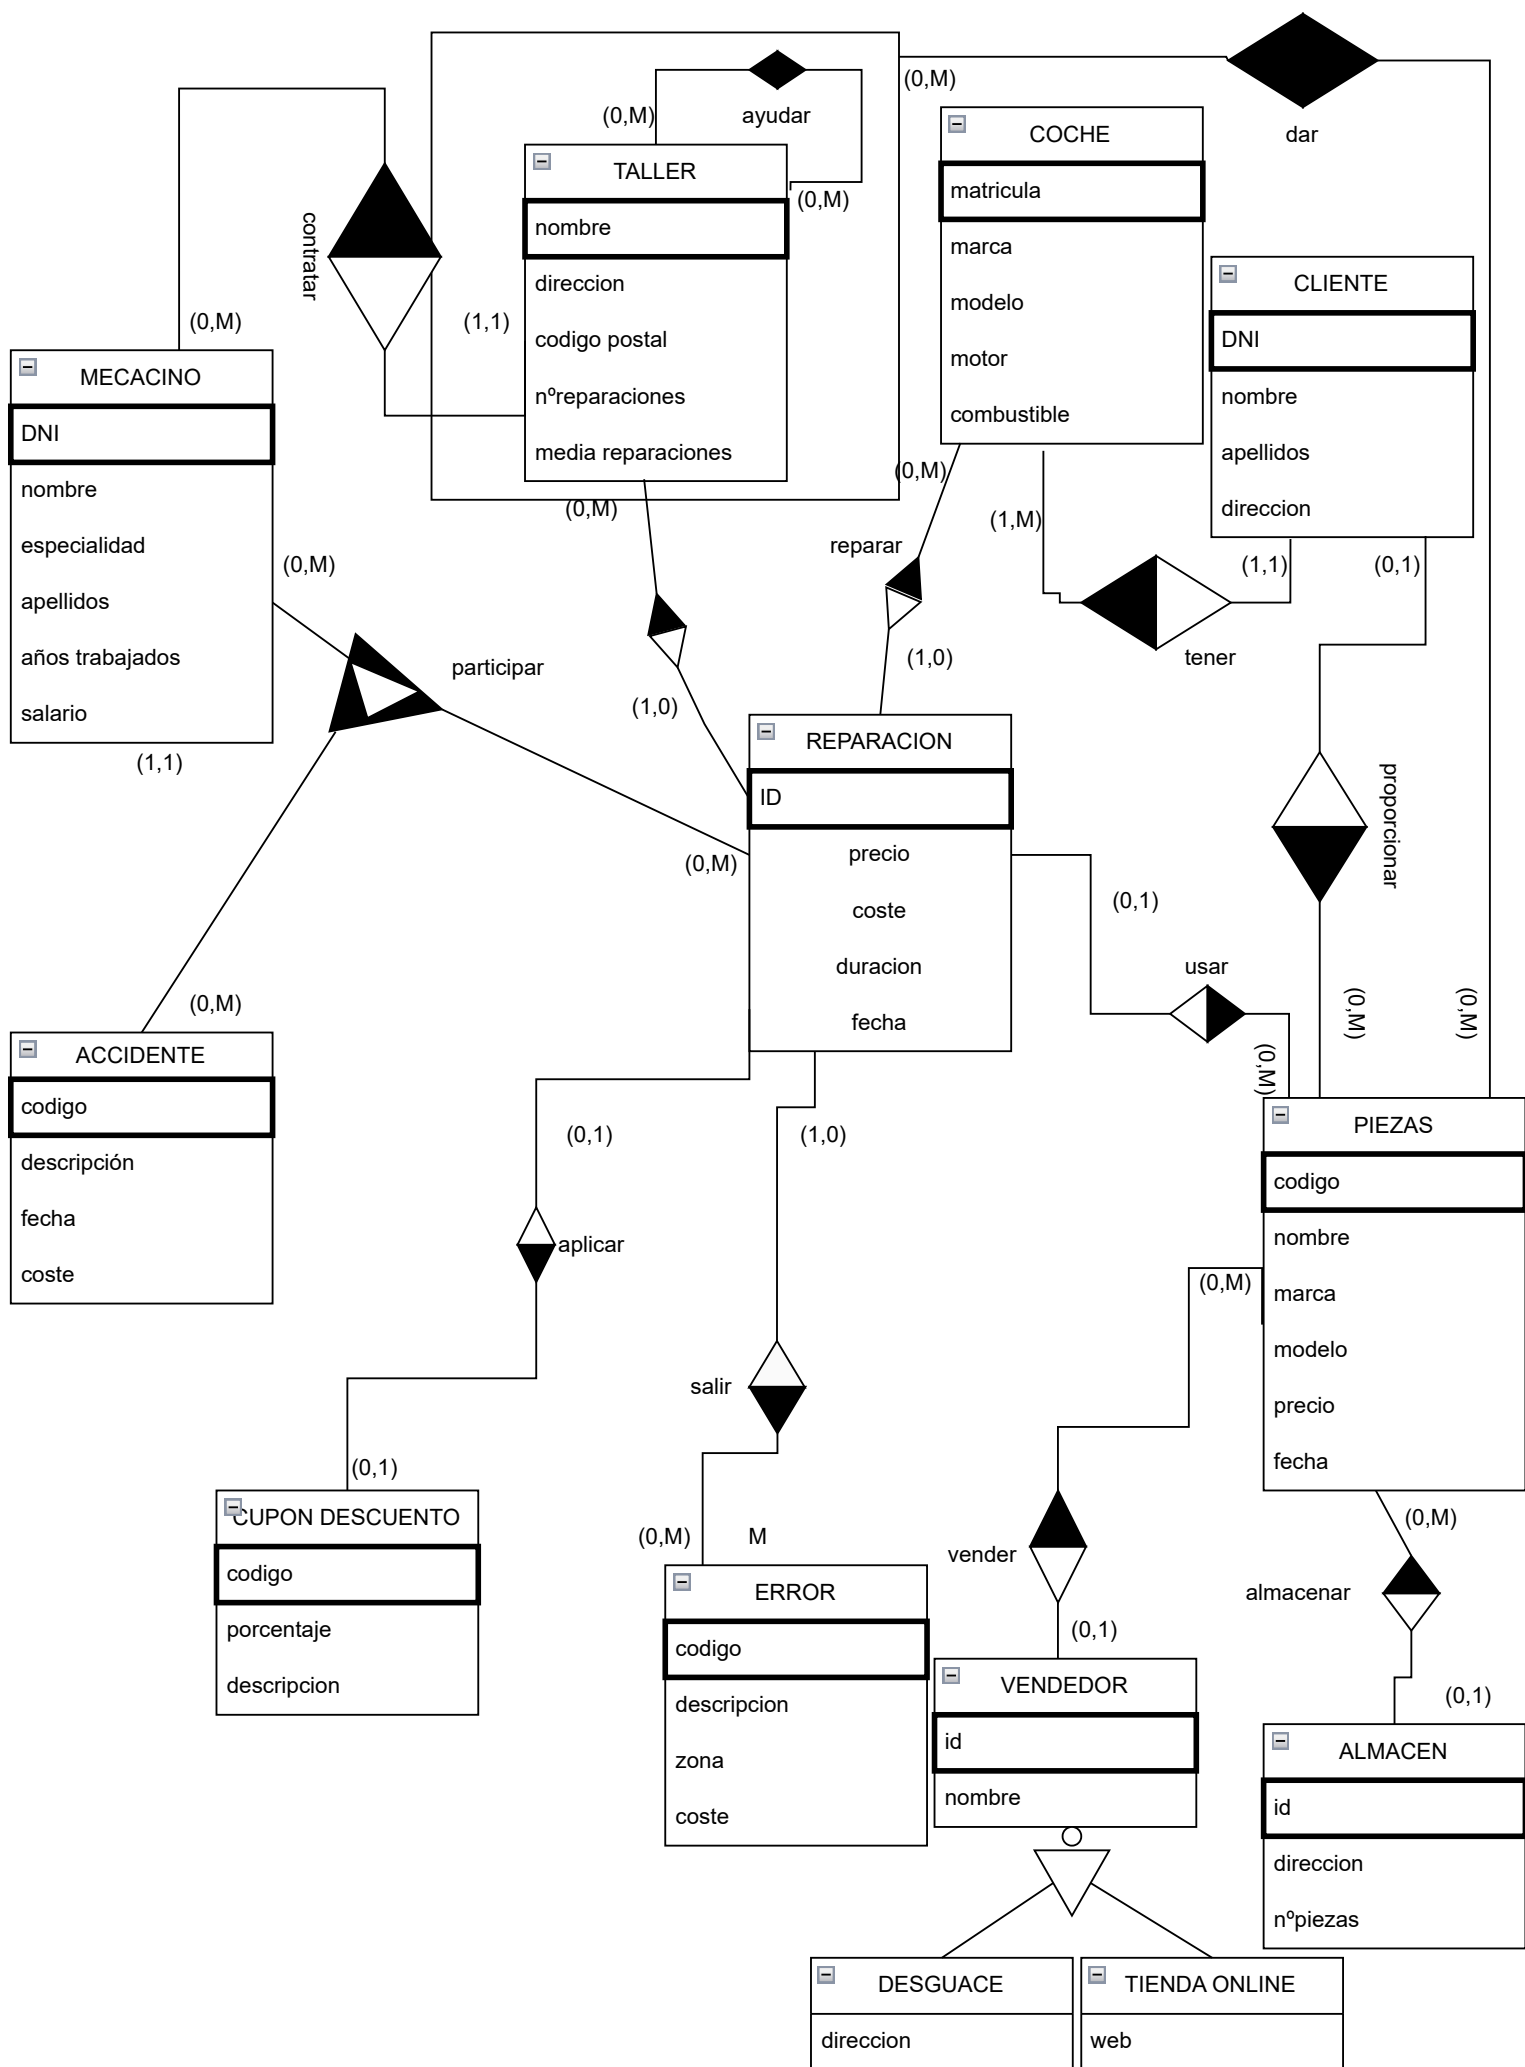 (0,M)
dar
(0,M)
ayudar
(0,M)
TALLER
nombre
direccion
codigo postal
nºreparaciones
media reparaciones
COCHE
matricula
marca
modelo
motor
combustible
contratar
(0,M)
(1,1)
CLIENTE
DNI
nombre
apellidos
direccion
MECACINO
DNI
nombre
especialidad
apellidos
años trabajados
salario
(0,M)
(0,M)
(1,M)
reparar
(0,M)
(1,1)
(0,1)
participar
(1,0)
tener
(1,0)
(1,1)
REPARACION
ID
precio
coste
duracion
fecha
proporcionar
(0,M)
(0,1)
usar
(0,M)
(0,M)
(0,M)
(0,M)
ACCIDENTE
codigo
descripción
fecha
coste
(0,1)
(1,0)
PIEZAS
codigo
nombre
marca
modelo
precio
fecha
aplicar
(0,M)
salir
(0,1)
CUPON DESCUENTO
codigo
porcentaje
descripcion
(0,M)
M
vender
(0,M)
almacenar
ERROR
codigo
descripcion
zona
coste
(0,1)
VENDEDOR
id
nombre
(0,1)
ALMACEN
id
direccion
nºpiezas
DESGUACE
direccion
TIENDA ONLINE
web